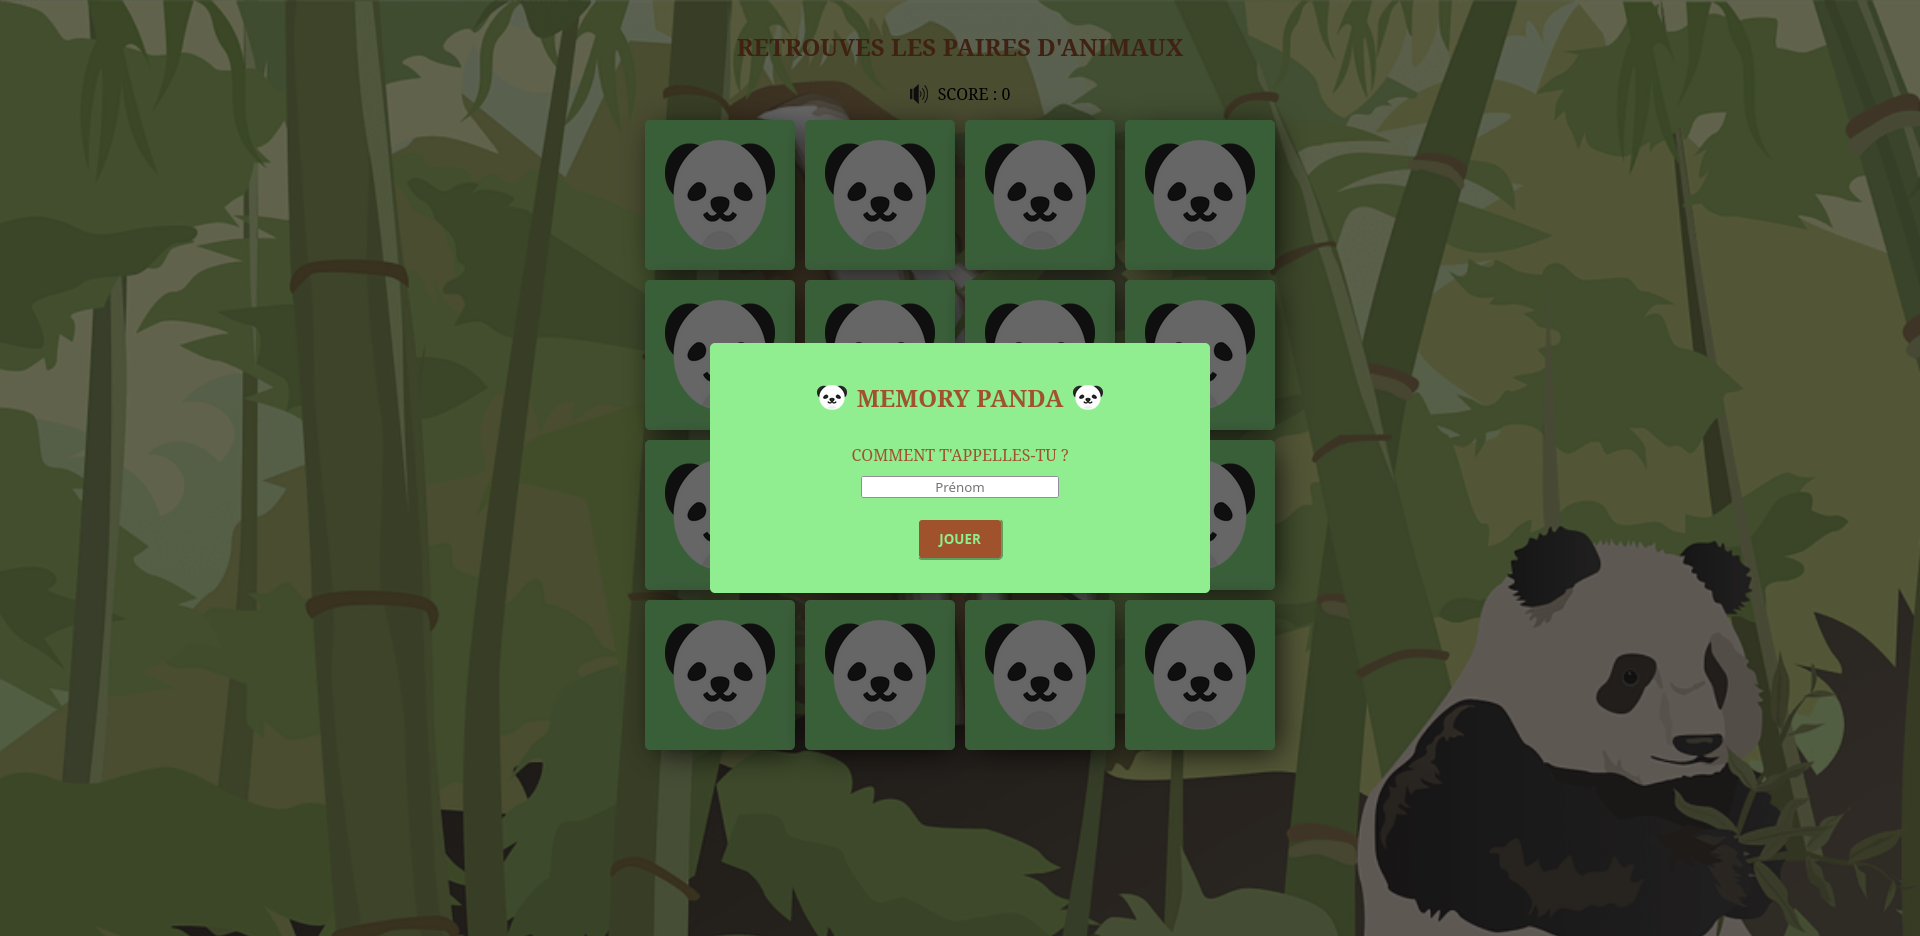 RETROUVES LES PAIRES D'ANIMAUX
SCORE : 0
MEMORY PANDA
COMMENT T'APPELLES-TU ?
Prénom
JOUER